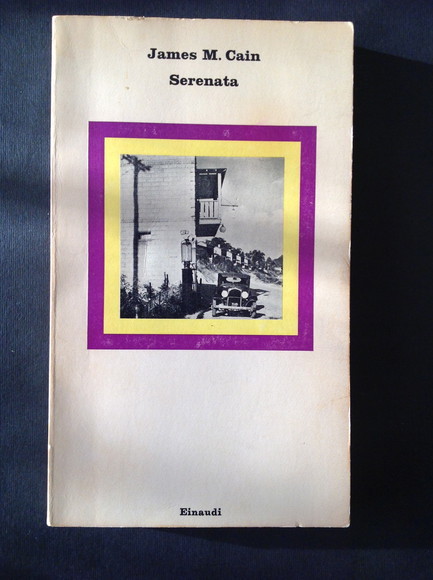 James M. Cain
Serenata
Einaudi